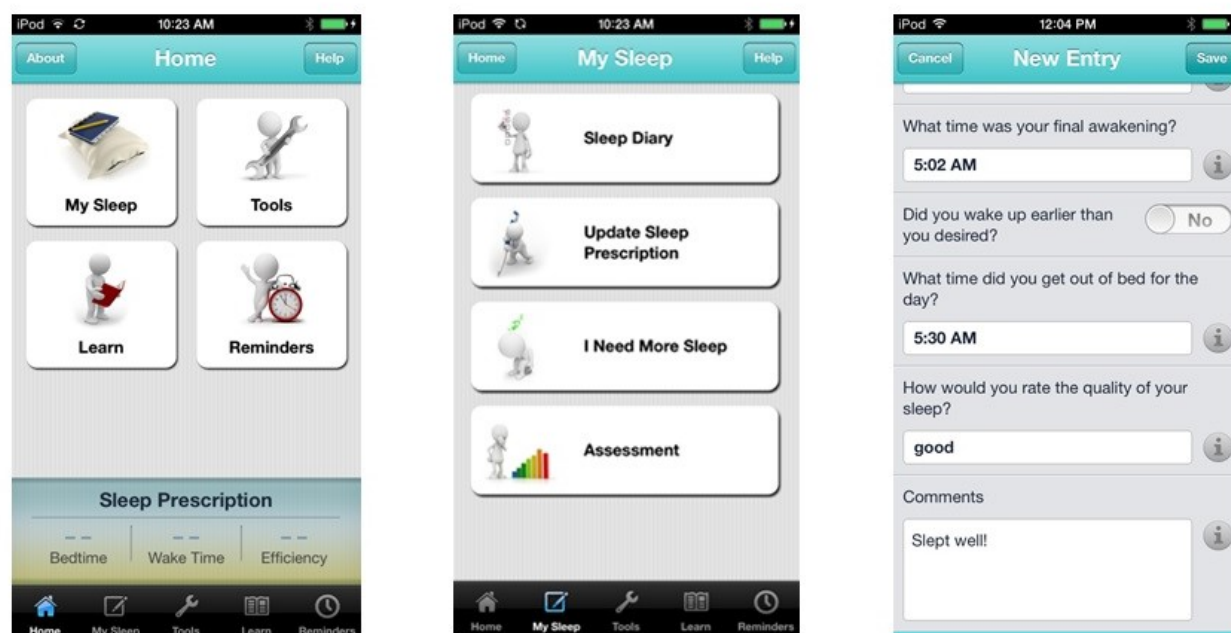 iPod 10:23 AM
About Home Help
My Sleep Tools
Learn Reminders
Sleep Prescription
-- -- --
Bedtime Wake Time Efficiency
Home My Sleep Tools Learn Reminders
iPod 10:23 AM
Home My Sleep Help
Sleep Diary
Update Sleep
Prescription
I Need More Sleep
Assessment
Home My Sleep Tools Learn Reminders
iPod 12:04 PM
Cancel New Entry Save
What time was your final awakening?
5:02 AM
Did you wake up earlier than
you desired?
No
What time did you get out of bed for the
day?
5:30 AM
How would you rate the quality of your
sleep?
good
Comments
Slept well!